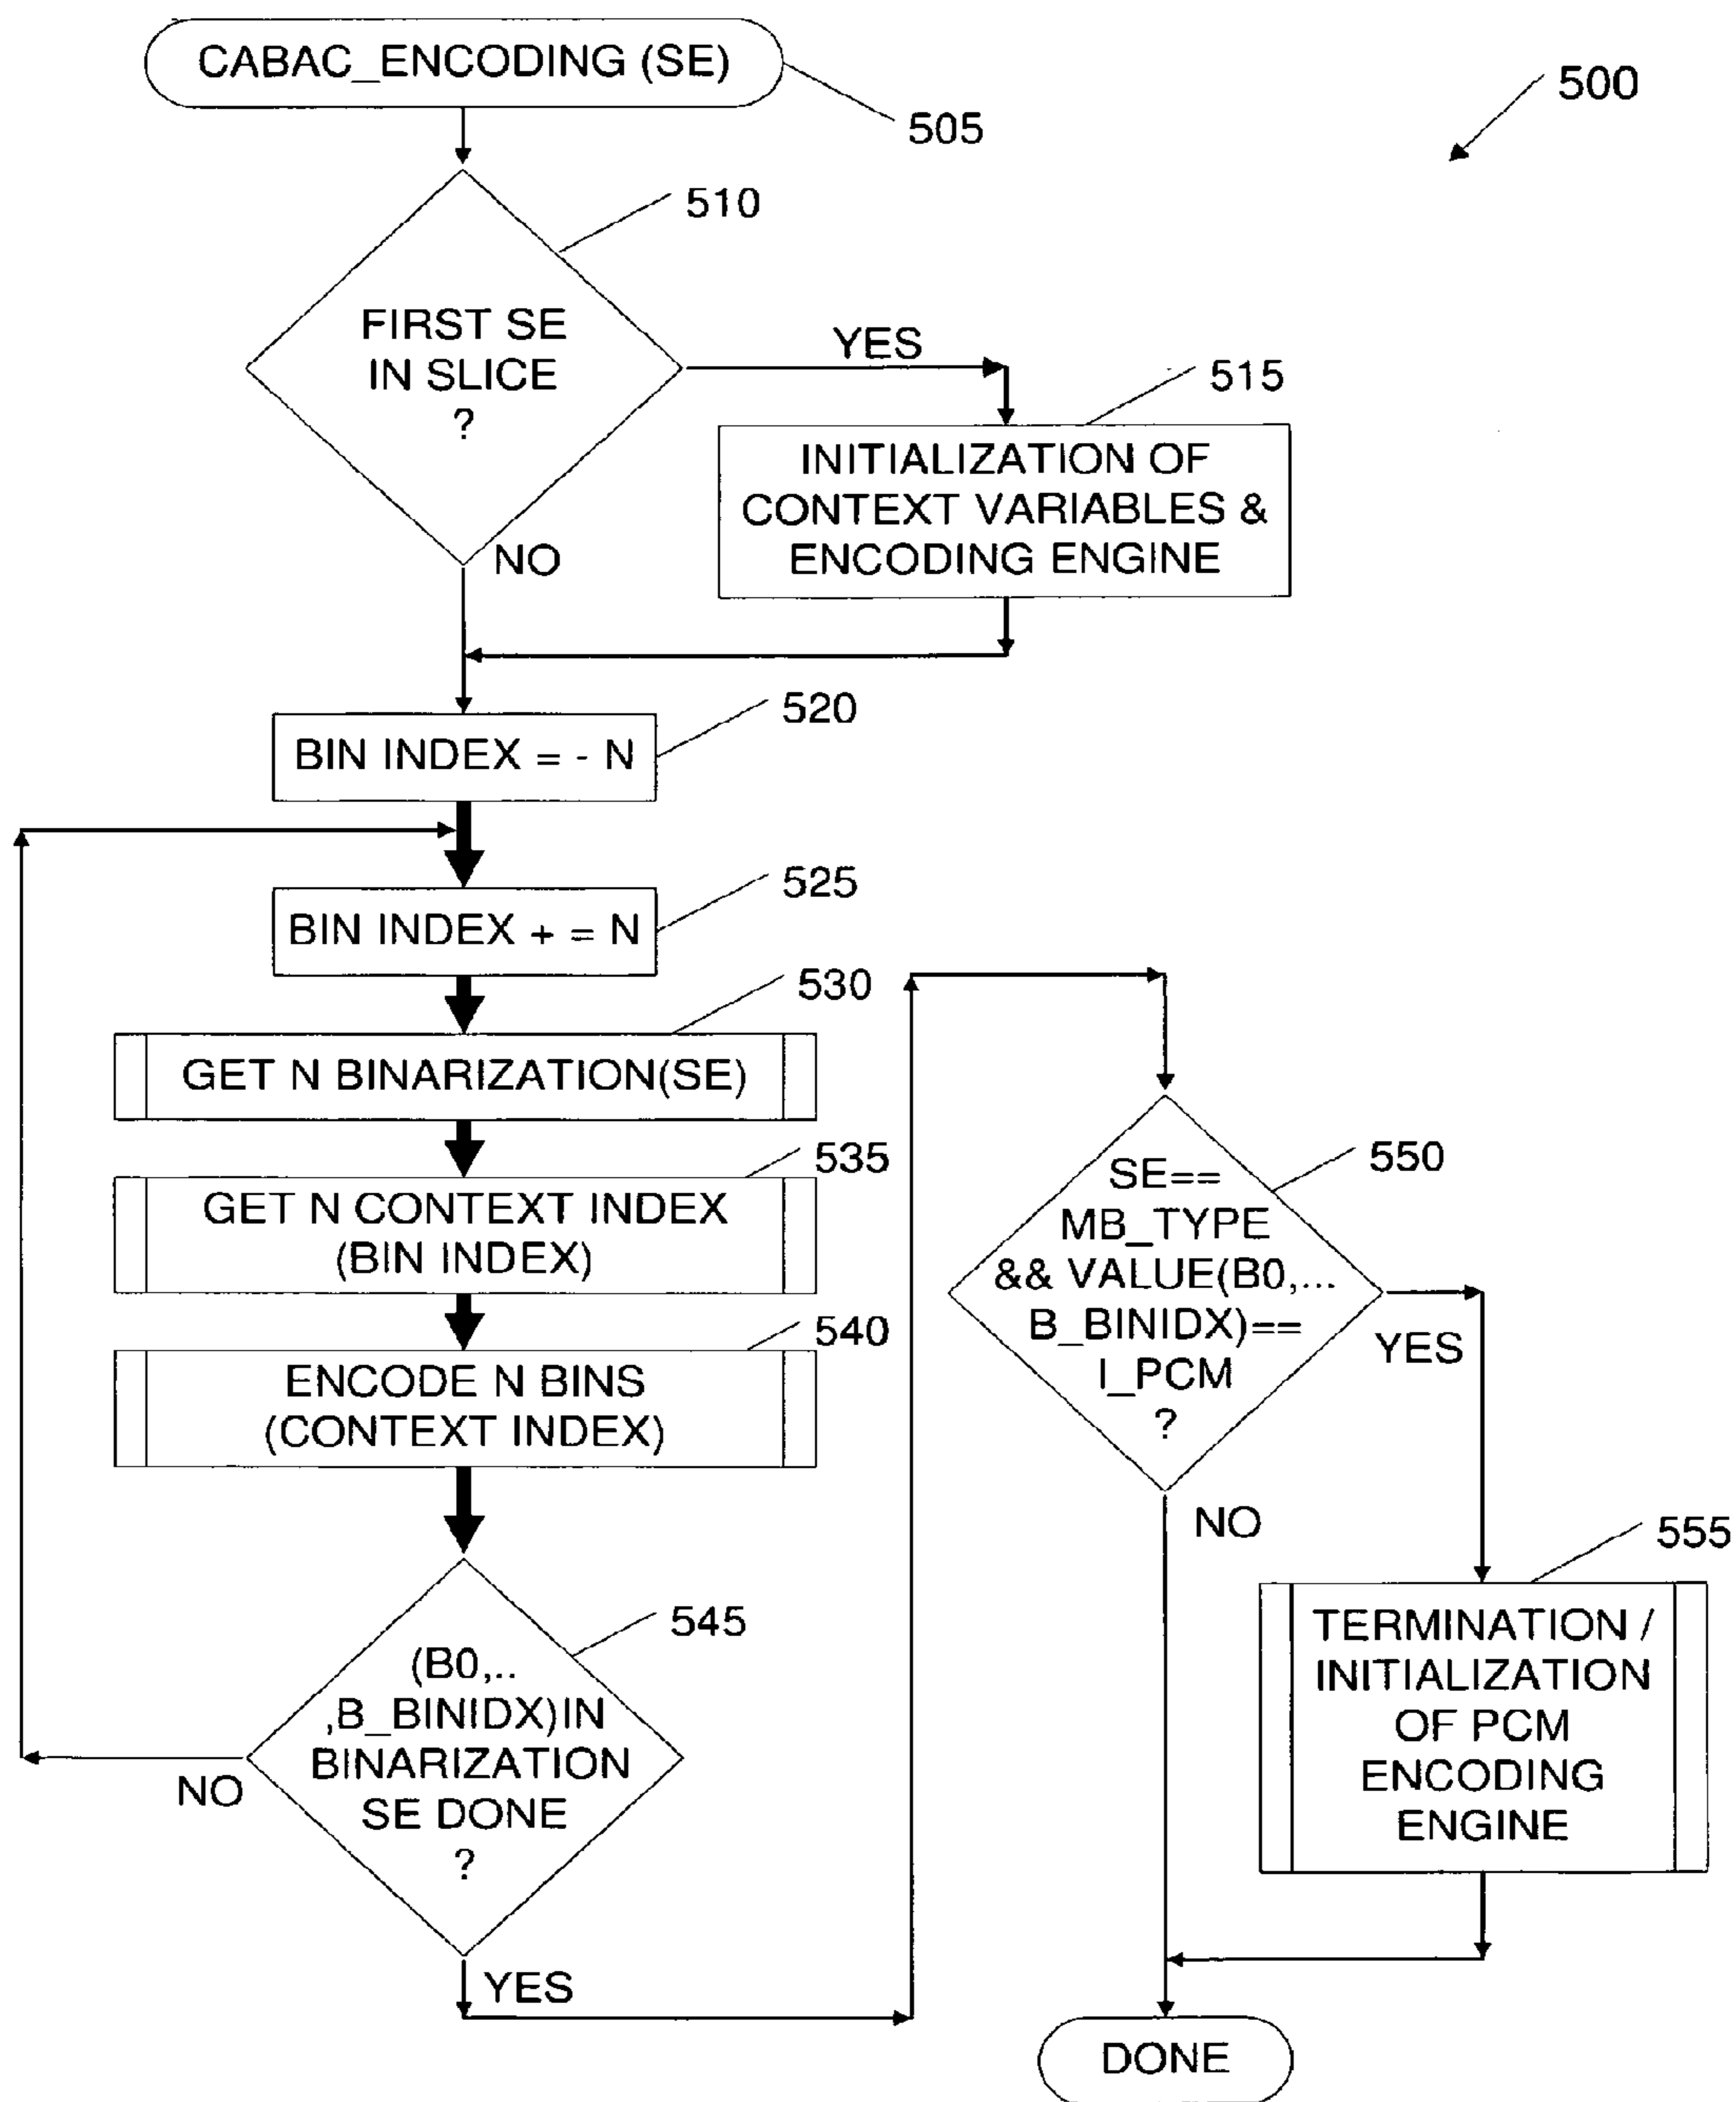 CABAC_ENCODING (SE)
505
500
510
FIRST SE
IN SLICE
?
YES
NO
515
INITIALIZATION OF
CONTEXT VARIABLES &
ENCODING ENGINE
520
BIN INDEX = - N
525
BIN INDEX + = N
530
GET N BINARIZATION(SE)
535
GET N CONTEXT INDEX
(BIN INDEX)
540
ENCODE N BINS
(CONTEXT INDEX)
545
(B0,..
,B_BINIDX)IN
BINARIZATION
SE DONE
?
NO
YES
550
SE==
MB_TYPE
&& VALUE(B0,...
B_BINIDX)==
I_PCM
?
YES
NO
555
TERMINATION /
INITIALIZATION
OF PCM
ENCODING
ENGINE
DONE